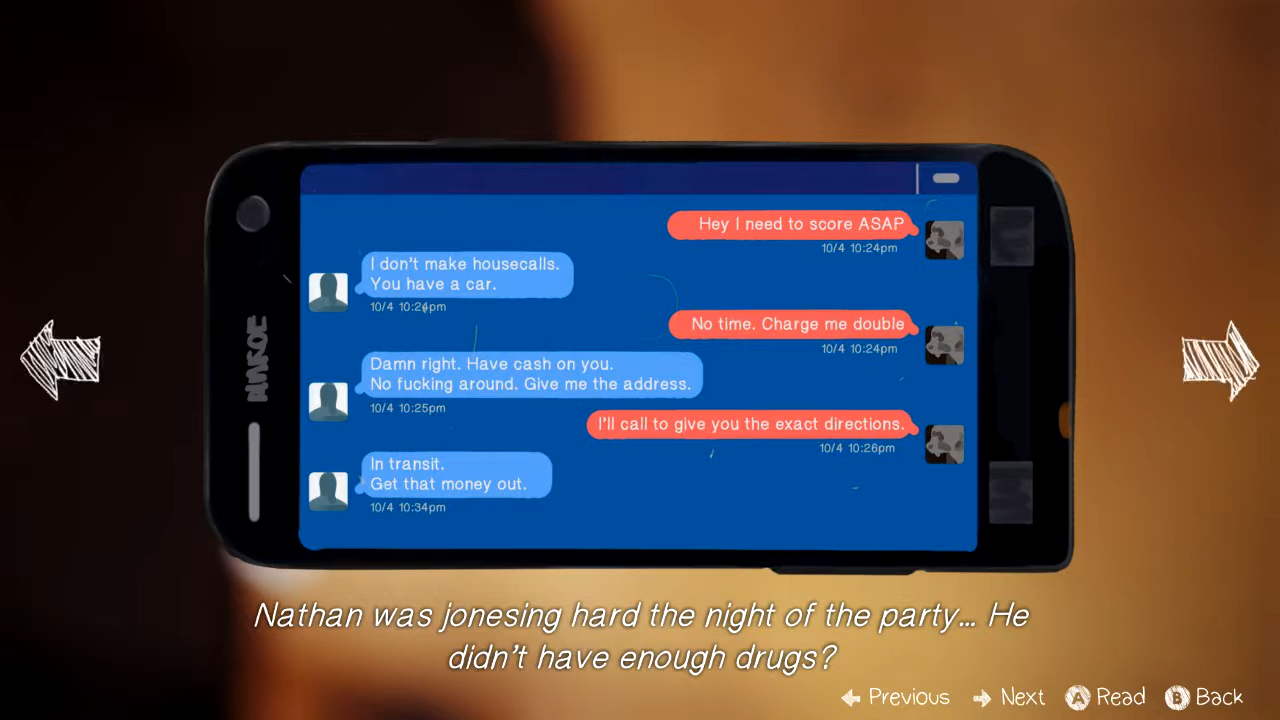 Hey I need to score ASAP
10/4 10:24pm
I don't make housecalls.
You have a car.
10/4 10:24pm
No time. Charge me double
10/4 10:24pm
Damn right. Have cash on you.
No fucking around. Give me the address.
10/4 10:25pm
I'll call to give you the exact directions.
10/4 10:26pm
In transit.
Get that money out.
10/4 10:34pm
Nathan was jonesing hard the night of the party... He
didn't have enough drugs?
Previous Next A Read B Back